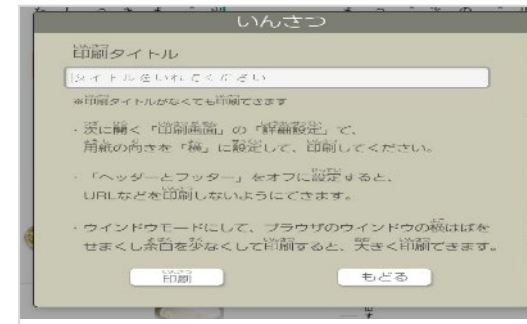 いんさつ
印刷タイトル
タイトルをいれてください
※印刷タイトルがなくても印刷できます
・次に開く「印刷画面」の「詳細設定」で、
用紙の向きを「横」に設定して、印刷してください。
・「ヘッダーとフッター」をオフに設定すると、
URLなどを印刷しないようにできます。
・ウインドウモードにして、ブラウザのウインドウの横はばを
せまくし余白を少なくして印刷すると、大きく印刷できます。
印刷
もどる